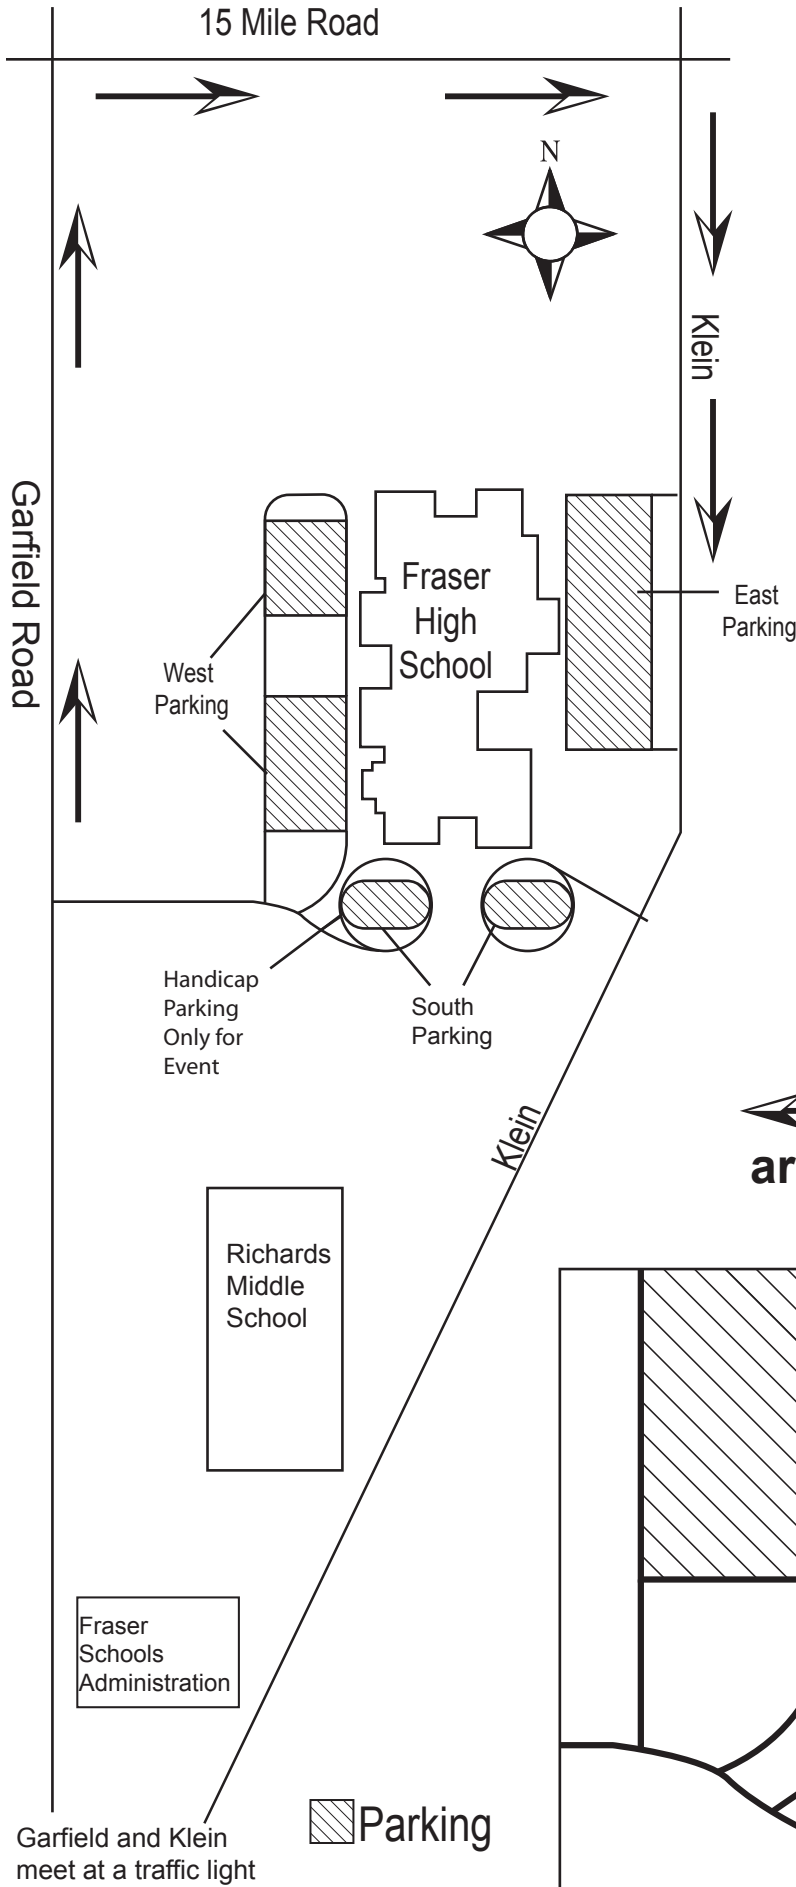 15 Mile Road
N
Klein
Garfield Road
Fraser
High
School
East
Parking
West
Parking
Handicap
Parking
Only for
Event
South
Parking
Klein
ar
Richards
Middle
School
Fraser
Schools
Administration
Parking
Garfield and Klein
meet at a traffic light